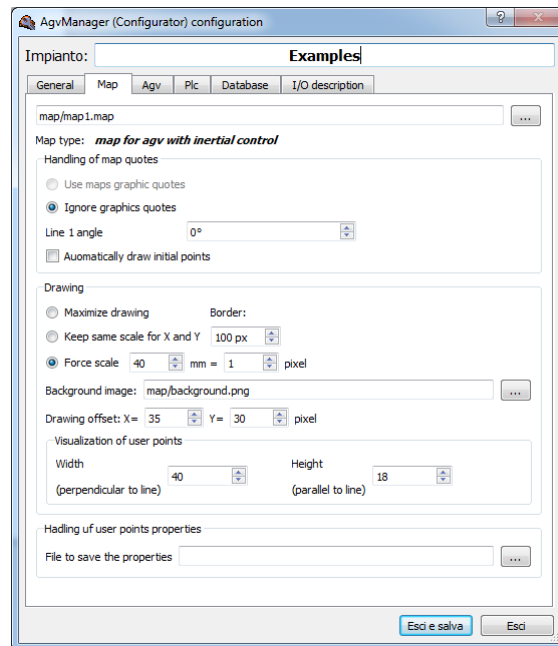 AgvManager (Configurator) configuration
Impianto: Examples
General Map Agv Plc Database I/O description
map/map1.map ...
Map type: map for agv with inertial control
Handling of map quotes
Use maps graphic quotes
Ignore graphics quotes
Line 1 angle 0°
Auomatically draw initial points
Drawing
Maximize drawing Border:
Keep same scale for X and Y 100 px
Force scale 40 mm = 1 pixel
Background image: map/background.png ...
Drawing offset: X= 35 Y= 30 pixel
Visualization of user points
Width Height
40 18
(perpendicular to line) (parallel to line)
Hadling uf user points properties
File to save the properties ...
Esci e salva Esci